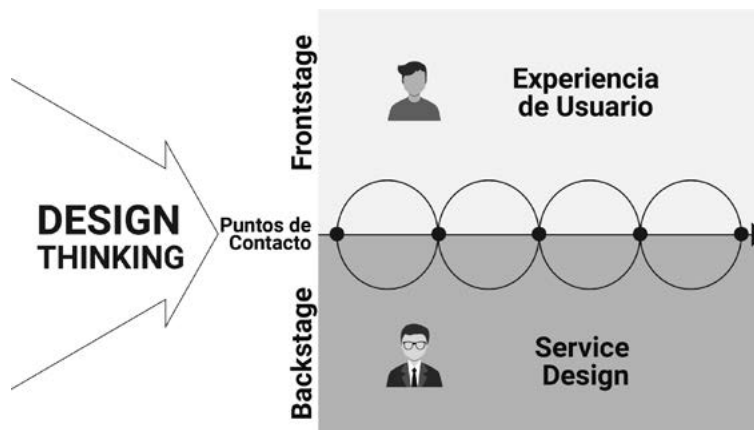 DESIGN
THINKING
Puntos de
Contacto
Frontstage
Experiencia
de Usuario
Backstage
Service
Design